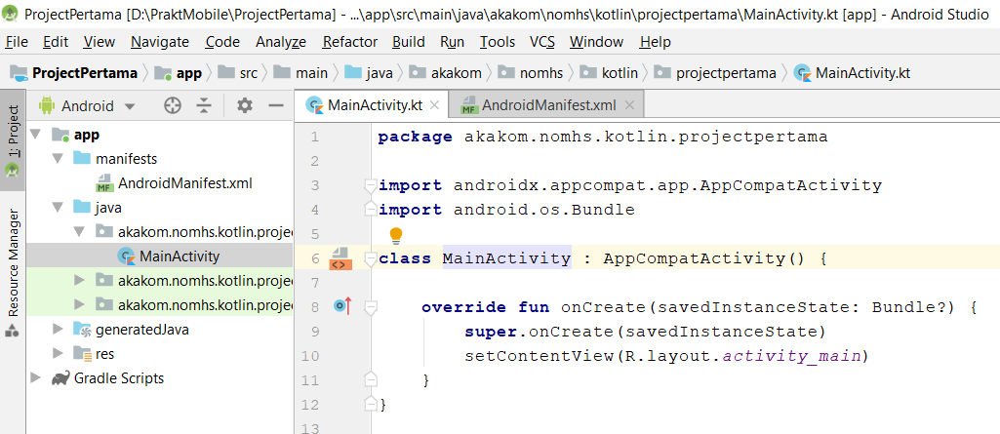 ProjectPertama [D:\PraktMobile\ProjectPertama] - ...\app\src\main\java\akakom\nomhs\kotlin\projectpertama\MainActivity.kt [app] - Android Studio
File Edit View Navigate Code Analyze Refactor Build Run Tools VCS Window Help
ProjectPertama app src main java akakom nomhs kotlin projectpertama MainActivity.kt
1: Project
Resource Manager
Android
app
manifests
MF
AndroidManifest.xml
java
akakom.nomhs.kotlin.proje
MainActivity
akakom.nomhs.kotlin.proje
akakom.nomhs.kotlin.proje
generatedJava
res
Gradle Scripts
MainActivity.kt
MF AndroidManifest.xml
1 package akakom.nomhs.kotlin.projectpertama
2
3 import androidx.appcompat.app.AppCompatActivity
4 import android.os.Bundle
5
6 class MainActivity : AppCompatActivity() {
7
8 override fun onCreate(savedInstanceState: Bundle?) {
9 super.onCreate(savedInstanceState)
10 setContentView(R.layout.activity_main)
11 }
12 }
13